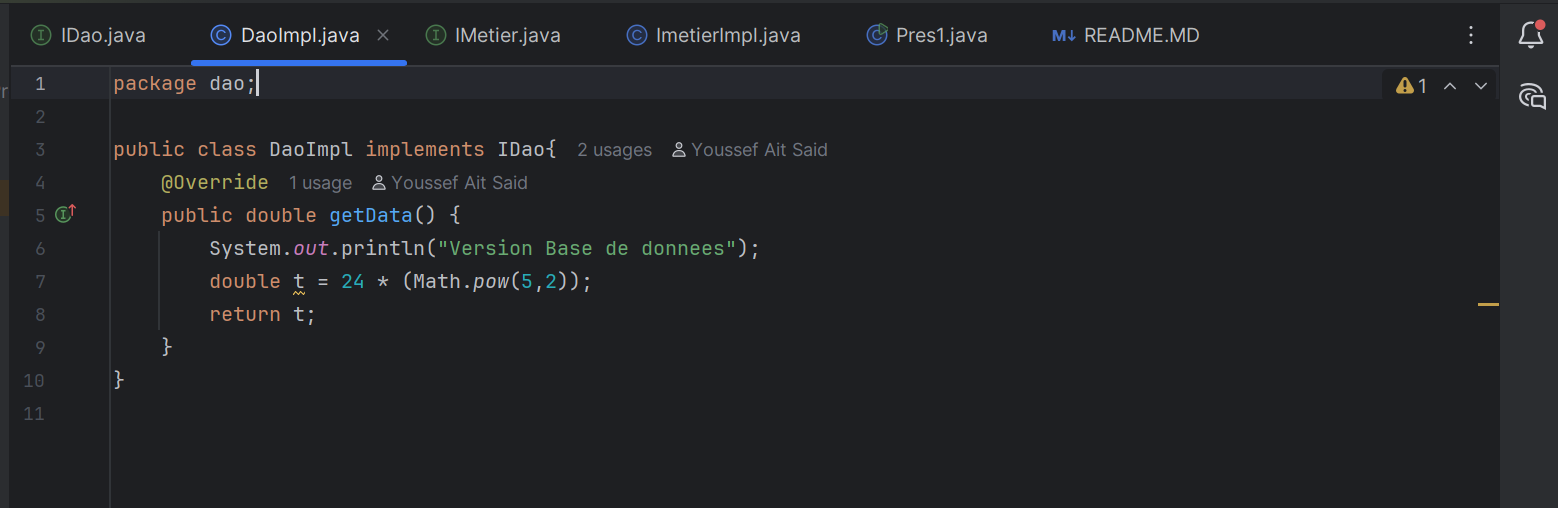 IDao.java DaoImpl.java IMetier.java ImetierImpl.java Pres1.java README.MD
1 package dao;
1
2
3 public class DaoImpl implements IDao{ 2 usages Youssef Ait Said
4 @Override 1 usage Youssef Ait Said
5 public double getData() {
6 System.out.println("Version Base de donnees");
7 double t = 24 * (Math.pow(5,2));
8 return t;
9 }
10 }
11